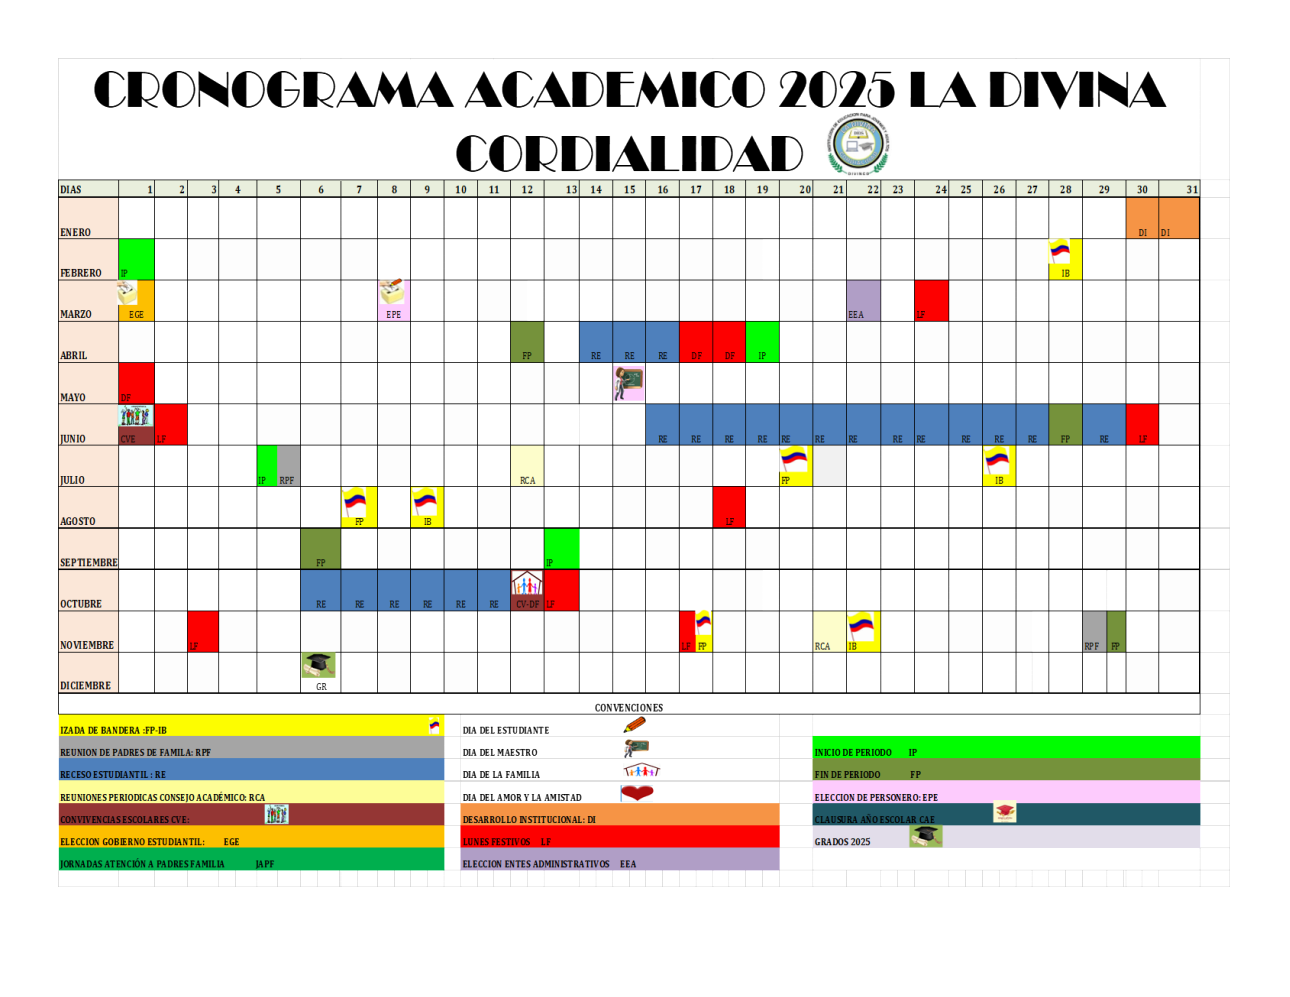 CRONOGRAMA ACADEMICO 2025 LA DIVINA
CORDIALIDAD
DIAS 1 2 3 4 5 6 7 8 9 10 11 12 13 14 15 16 17 18 19 20 21 22 23 24 25 26 27 28 29 30 31
ENERO DI DI
FEBRERO IP IB
MARZO EGE EPE EEA LF
ABRIL FP RE RE RE DF DF IP
MAYO DF
JUNIO CVE LF RE RE RE RE RE RE RE RE RE RE RE RE FP RE LF
JULIO IP RPF RCA FP IB
AGOSTO FP IB LF
SEPTIEMBRE FP IP
OCTUBRE RE RE RE RE RE RE CV-DF LF
NOVIEMBRE LF LF FP RCA IB RPF FP
DICIEMBRE GR
CONVENCIONES
IZADA DE BANDERA :FP-IB DIA DEL ESTUDIANTE
REUNION DE PADRES DE FAMILA: RPF DIA DEL MAESTRO INICIO DE PERIODO IP
RECESO ESTUDIANTIL : RE DIA DE LA FAMILIA FIN DE PERIODO FP
REUNIONES PERIODICAS CONSEJO ACADÉMICO: RCA DIA DEL AMOR Y LA AMISTAD ELECCION DE PERSONERO: EPE
CONVIVENCIAS ESCOLARES CVE: DESARROLLO INSTITUCIONAL: DI CLAUSURA AÑO ESCOLAR CAE
ELECCION GOBIERNO ESTUDIANTIL: EGE LUNES FESTIVOS LF GRADOS 2025
JORNADAS ATENCIÓN A PADRES FAMILIA JAPF ELECCION ENTES ADMINISTRATIVOS EEA